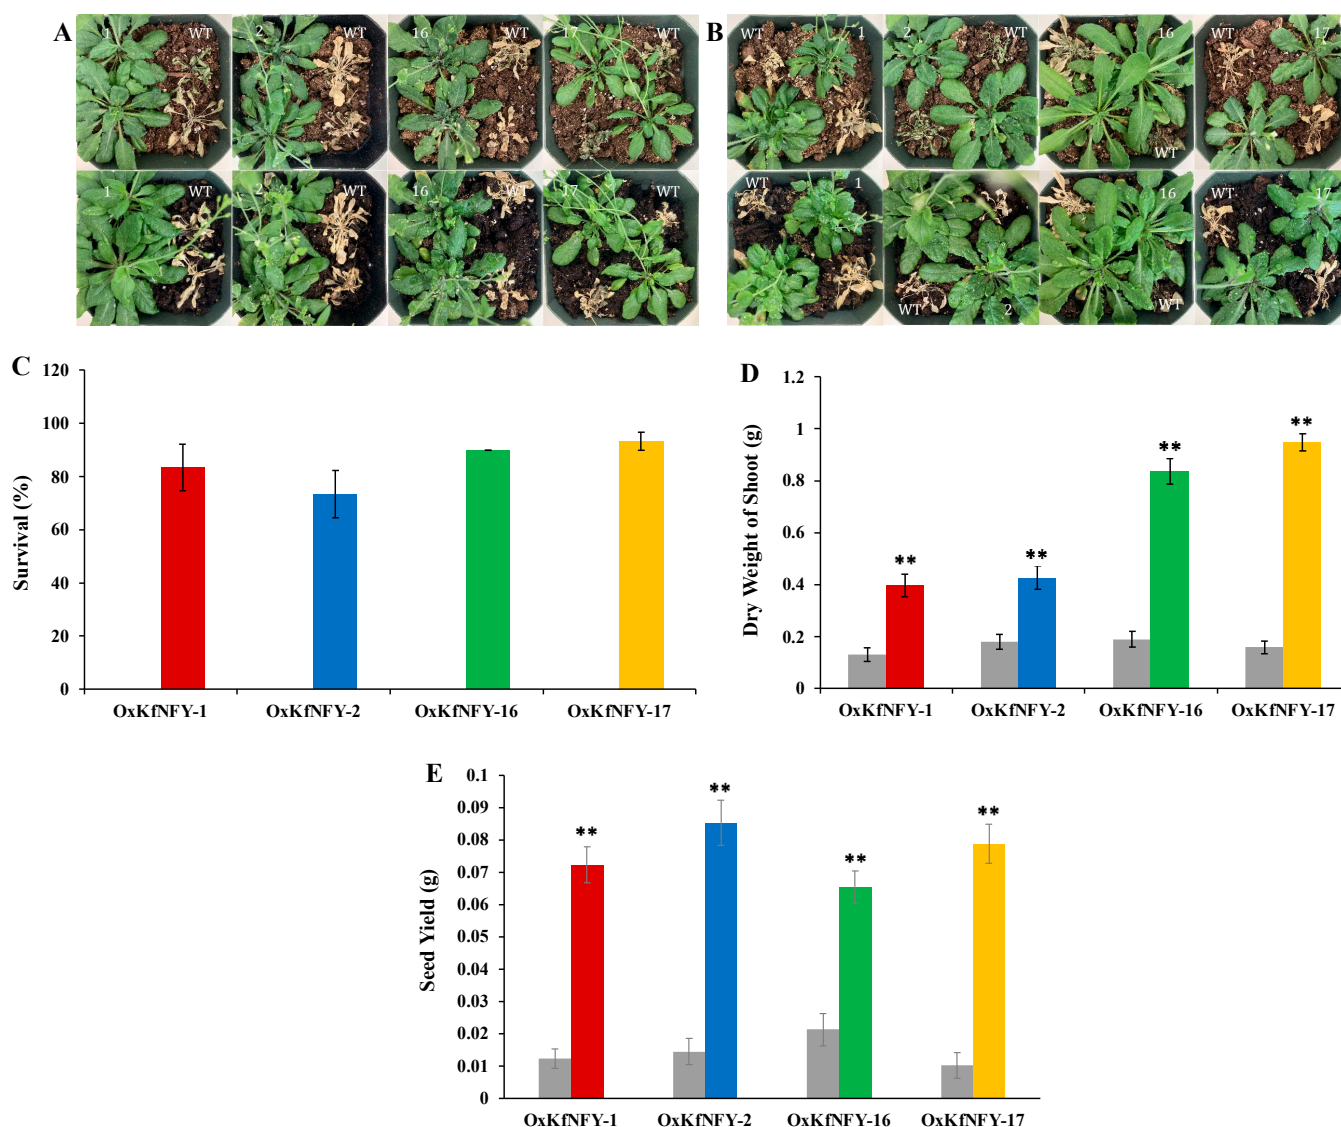 A
1 WT 2 WT 16 WT 17 WT
1 WT 2 WT 16 WT 17 WT
B
WT 1 2 WT 16 WT WT 17
WT 1 WT 2 16 WT WT 17
C
Survival (%)
120
100
80
60
40
20
0
OxKfNFY-1 OxKfNFY-2 OxKfNFY-16 OxKfNFY-17
D
Dry Weight of Shoot (g)
1.2
1
0.8
0.6
0.4
0.2
0
** ** ** **
OxKfNFY-1 OxKfNFY-2 OxKfNFY-16 OxKfNFY-17
E
Seed Yield (g)
0.1
0.09
0.08
0.07
0.06
0.05
0.04
0.03
0.02
0.01
0
** ** ** **
OxKfNFY-1 OxKfNFY-2 OxKfNFY-16 OxKfNFY-17